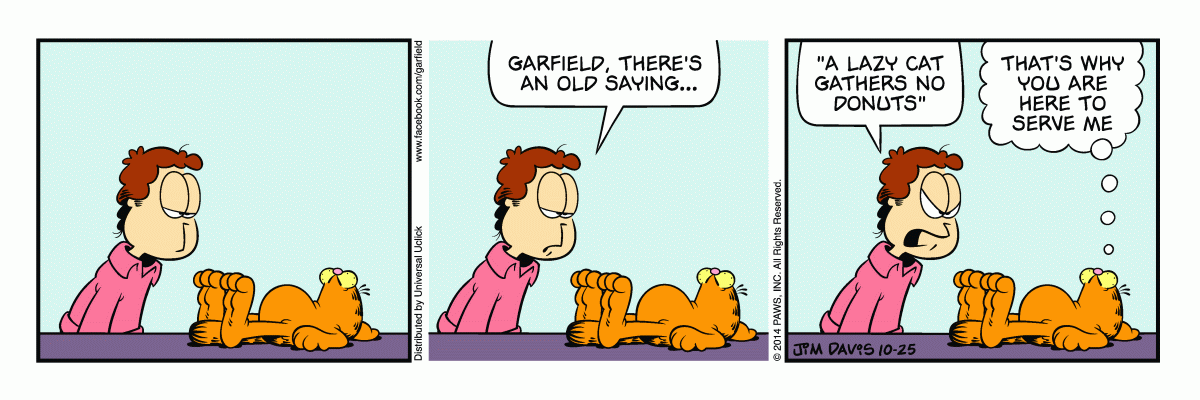 www.facebook.com/garfield
Distributed by Universal Uclick
GARFIELD, THERE'S
AN OLD SAYING...
© 2014 PAWS, INC. All Rights Reserved.
"A LAZY CAT
GATHERS NO
DONUTS"
THAT'S WHY
YOU ARE
HERE TO
SERVE ME
JIM DAVIS 10-25